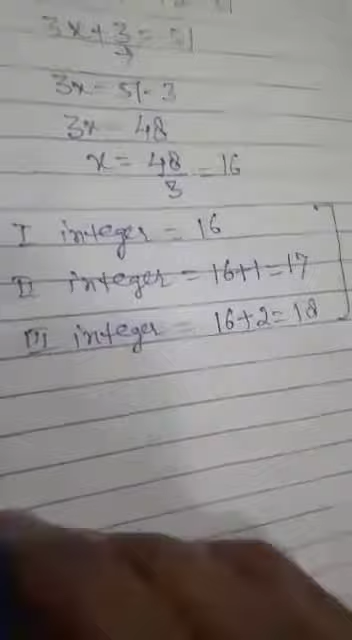 3x + 3 = 51
3x = 51 - 3
3x = 48
x = 48/3 = 16
I integer = 16
II integer = 16+1 = 17
III integer = 16+2 = 18